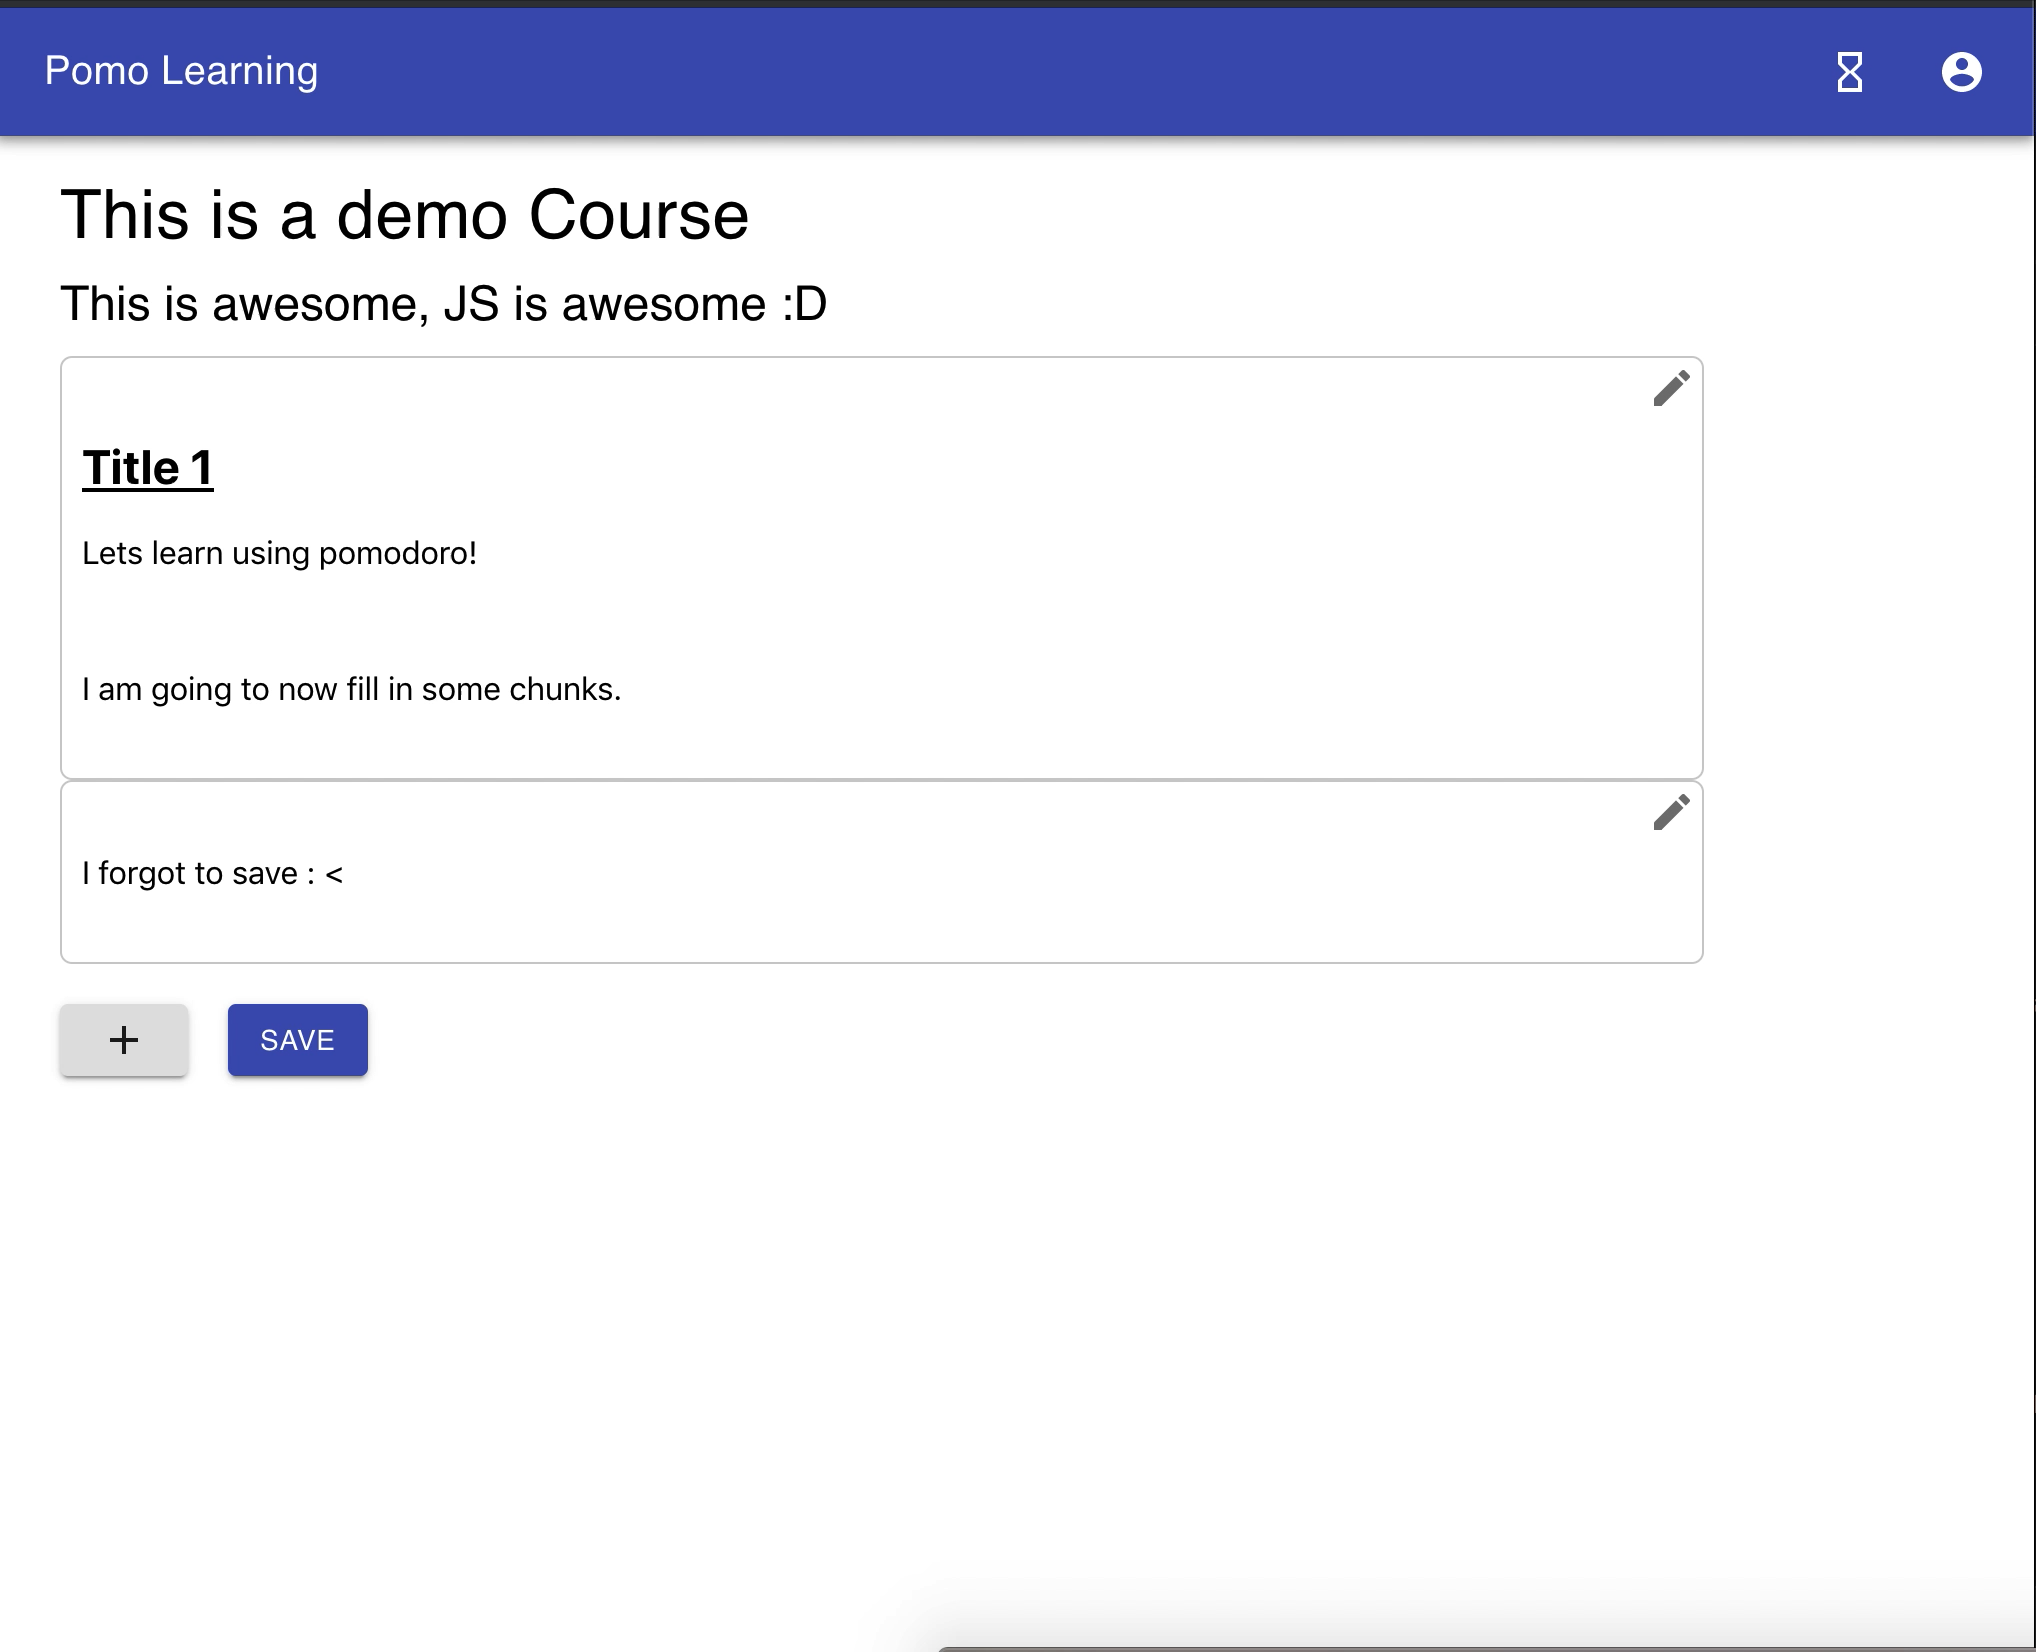 Pomo Learning
This is a demo Course
This is awesome, JS is awesome :D
Title 1
Lets learn using pomodoro!
I am going to now fill in some chunks.
I forgot to save : <
SAVE